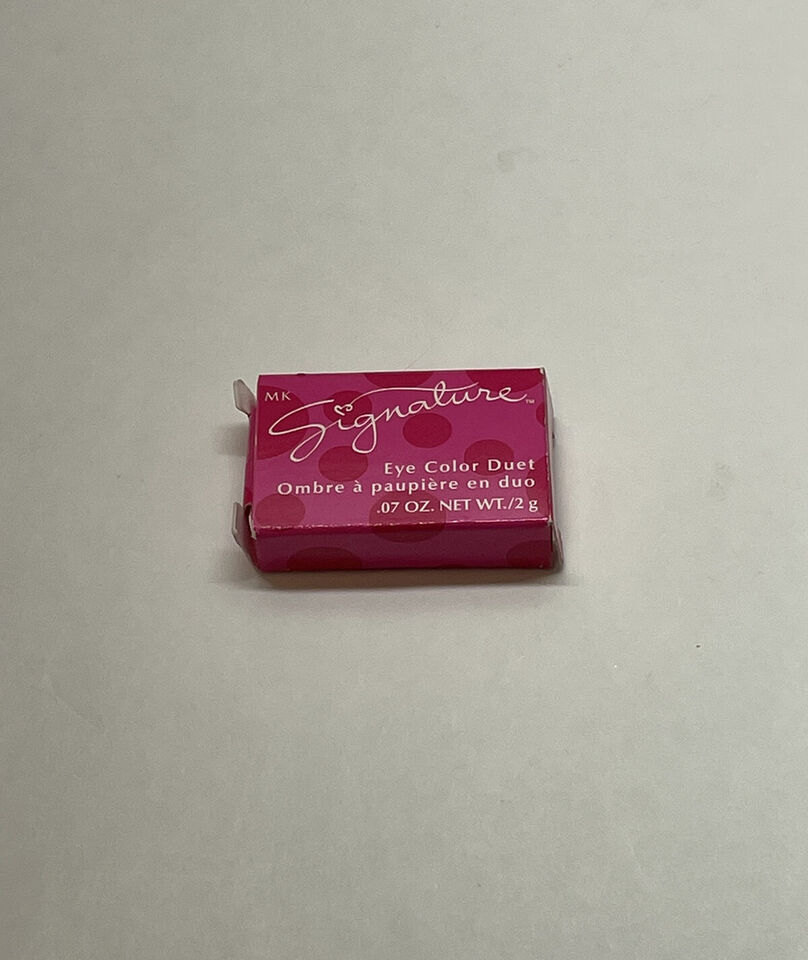 MK
Signature™
Eye Color Duet
Ombre à paupière en duo
.07 OZ. NET WT./2 g